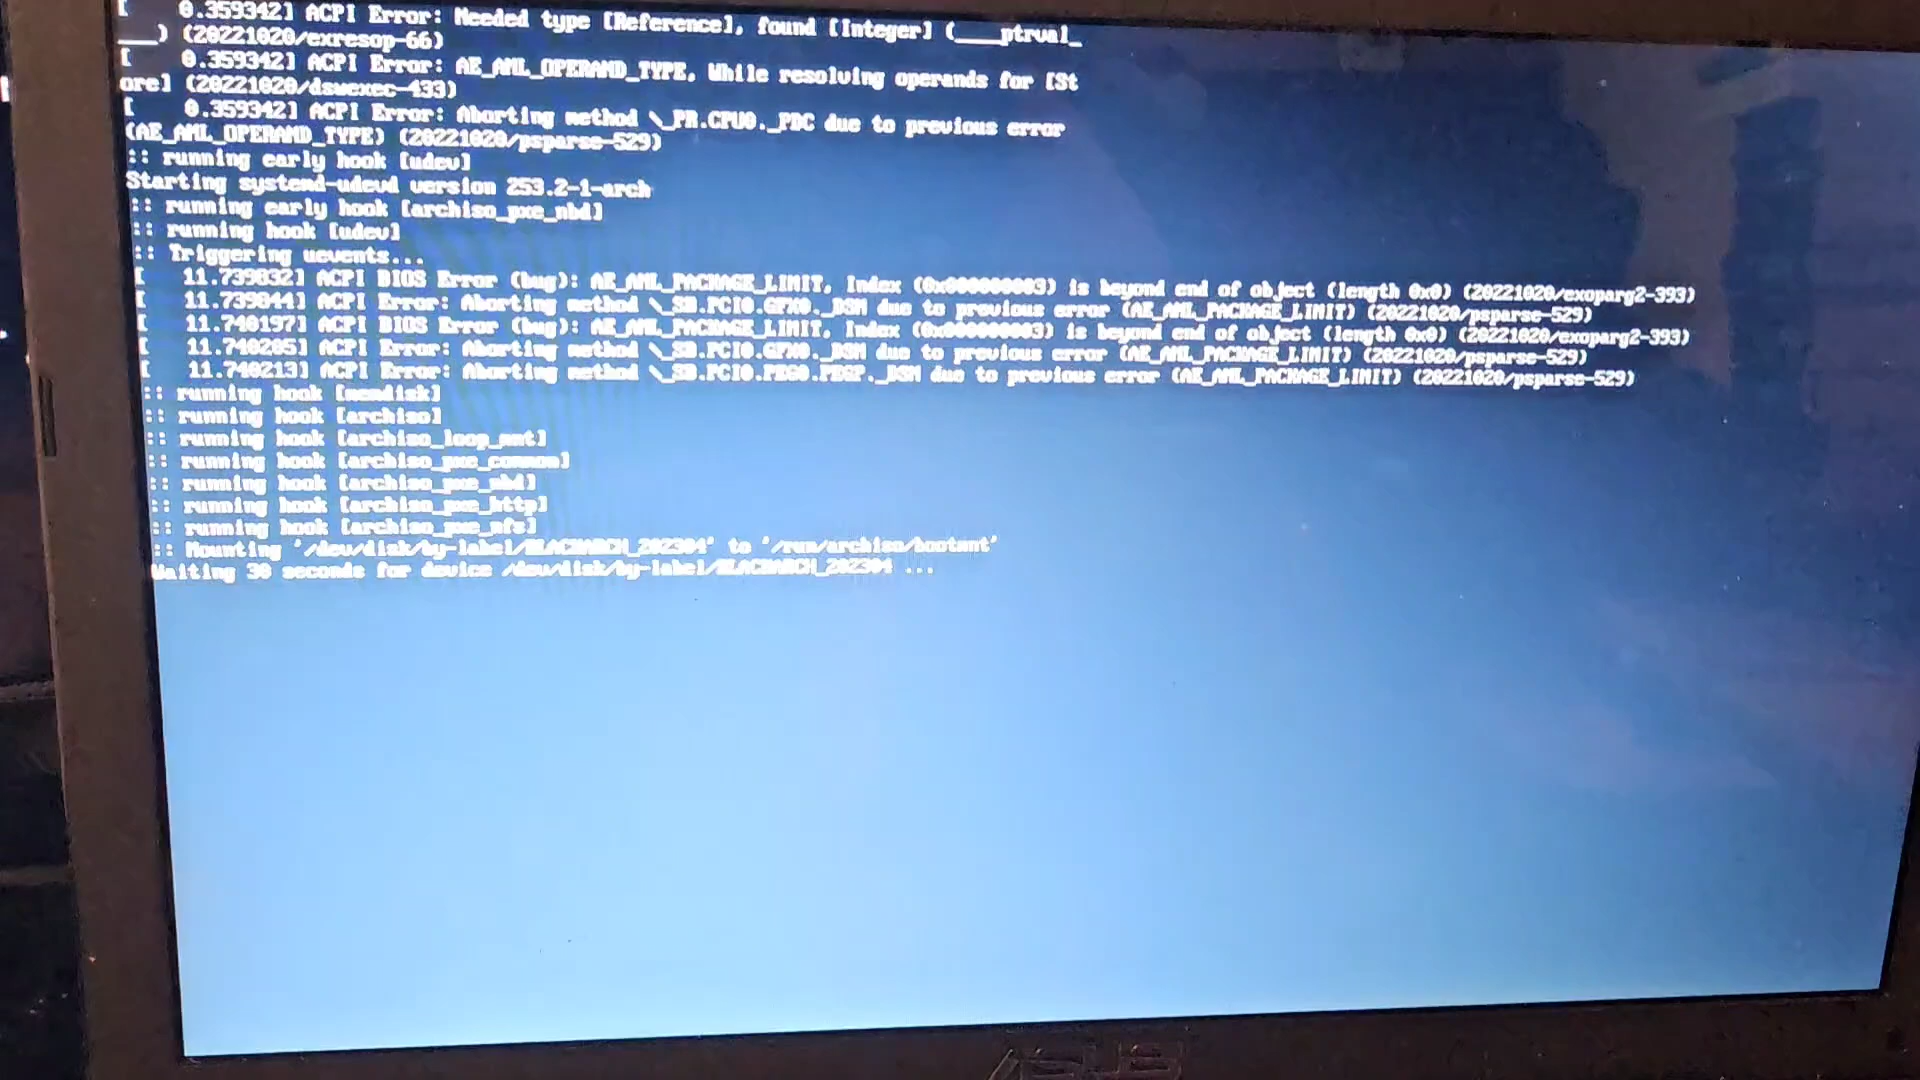 [    0.359342] ACPI Error: Needed type [Reference], found [Integer] (____ptrval_
___) (20221020/exresop-66)
[    0.359342] ACPI Error: AE_AML_OPERAND_TYPE, While resolving operands for [St
ore] (20221020/dswexec-433)
[    0.359342] ACPI Error: Aborting method \_PR.CPU0._PDC due to previous error
(AE_AML_OPERAND_TYPE) (20221020/psparse-529)
:: running early hook [udev]
Starting systemd-udevd version 253.2-1-arch
:: running early hook [archiso_pxe_nbd]
:: running hook [udev]
:: Triggering uevents...
[   11.739832] ACPI BIOS Error (bug): AE_AML_PACKAGE_LIMIT, Index (0x000000003) is beyond end of object (length 0x0) (20221020/exoparg2-393)
[   11.739844] ACPI Error: Aborting method \_SB.PCI0.GFX0._DSM due to previous error (AE_AML_PACKAGE_LIMIT) (20221020/psparse-529)
[   11.740197] ACPI BIOS Error (bug): AE_AML_PACKAGE_LIMIT, Index (0x000000003) is beyond end of object (length 0x0) (20221020/exoparg2-393)
[   11.740205] ACPI Error: Aborting method \_SB.PCI0.GFX0._DSM due to previous error (AE_AML_PACKAGE_LIMIT) (20221020/psparse-529)
[   11.740213] ACPI Error: Aborting method \_SB.PCI0.PEG0.PEGP._DSM due to previous error (AE_AML_PACKAGE_LIMIT) (20221020/psparse-529)
:: running hook [memdisk]
:: running hook [archiso]
:: running hook [archiso_loop_mnt]
:: running hook [archiso_pxe_common]
:: running hook [archiso_pxe_nbd]
:: running hook [archiso_pxe_http]
:: running hook [archiso_pxe_nfs]
:: Mounting '/dev/disk/by-label/BLACKARCH_202304' to '/run/archiso/bootmnt'
Waiting 30 seconds for device /dev/disk/by-label/BLACKARCH_202304 ...
ASUS